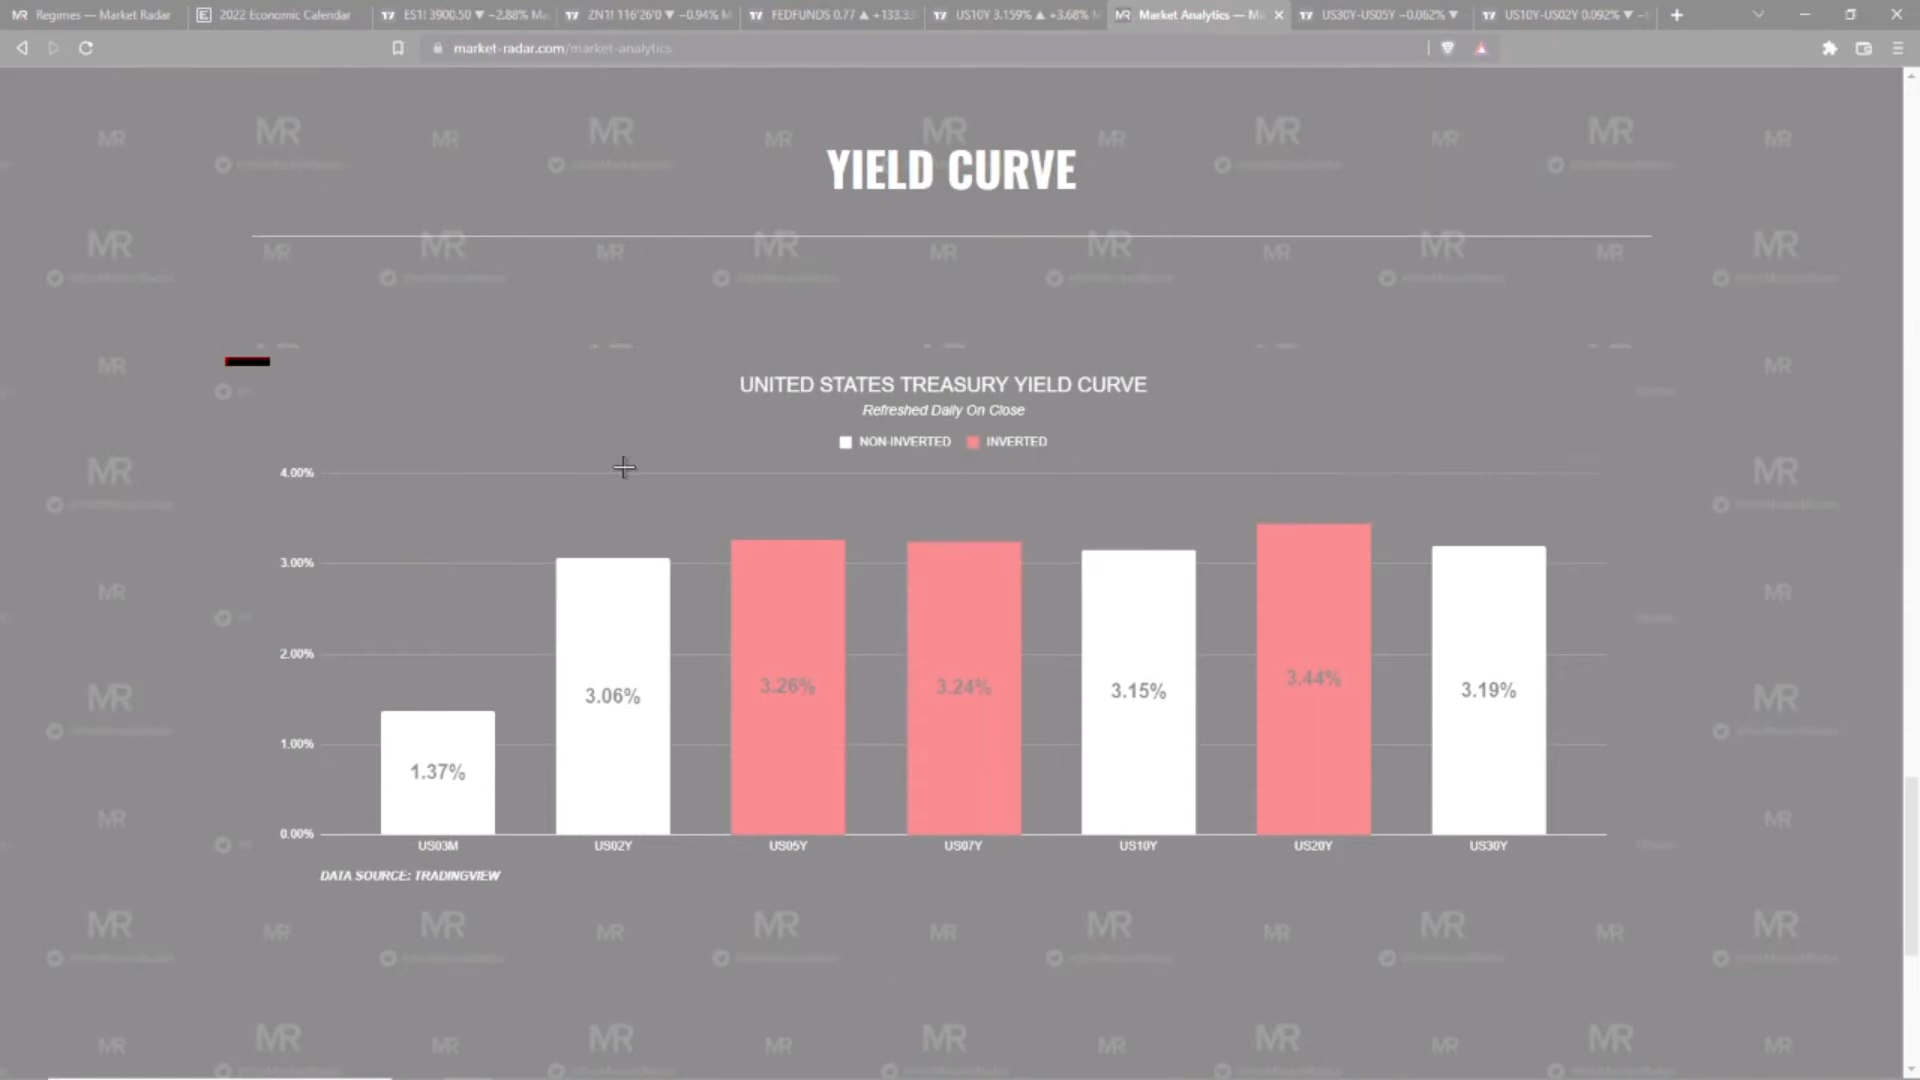 Regimes — Market Radar
2022 Economic Calendar
ES1! 3900.50 ▼ −2.88%
ZN1! 116'26'0 ▼ −0.94%
FEDFUNDS 0.77 ▲ +133.33
US10Y 3.159% ▲ +3.68%
Market Analytics —
US30Y-US05Y −0.062% ▼
US10Y-US02Y 0.092% ▼
market-radar.com/market-analytics
YIELD CURVE
UNITED STATES TREASURY YIELD CURVE
Refreshed Daily On Close
NON-INVERTED INVERTED
4.00%
3.00%
2.00%
1.00%
0.00%
1.37%
3.06%
3.26%
3.24%
3.15%
3.44%
3.19%
US03M US02Y US05Y US07Y US10Y US20Y US30Y
DATA SOURCE: TRADINGVIEW
MR